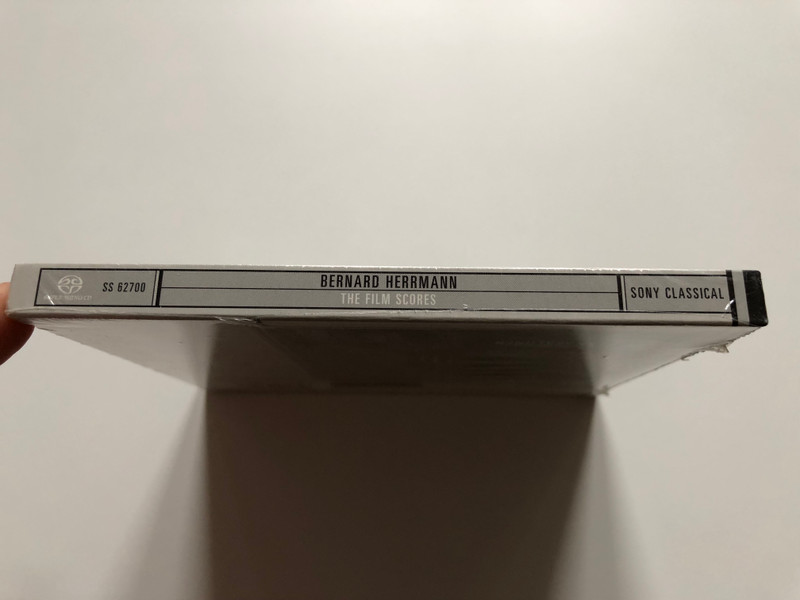 SS 62700
BERNARD HERRMANN
THE FILM SCORES
SONY CLASSICAL